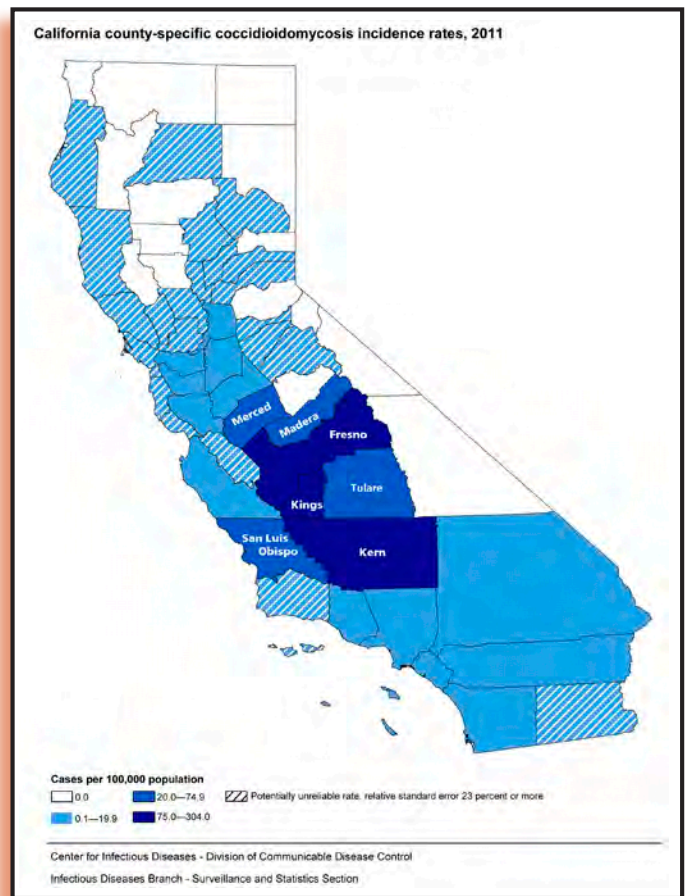 California county-specific coccidioidomycosis incidence rates, 2011
Merced
Madera
Fresno
Tulare
Kings
San Luis
Obispo
Kern
Cases per 100,000 population
0.0
20.0—74.9
Potentially unreliable rate, relative standard error 23 percent or more
0.1—19.9
75.0—304.0
Center for Infectious Diseases - Division of Communicable Disease Control
Infectious Diseases Branch - Surveillance and Statistics Section